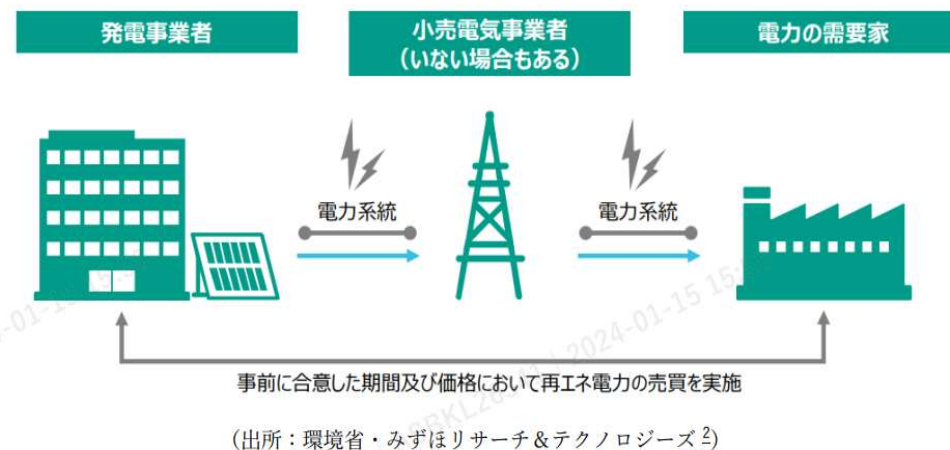 発電事業者
小売電気事業者
（いない場合もある）
電力の需要家
電力系統
電力系統
事前に合意した期間及び価格において再エネ電力の売買を実施
（出所：環境省・みずほリサーチ＆テクノロジーズ 2）
2024-01-15 15: